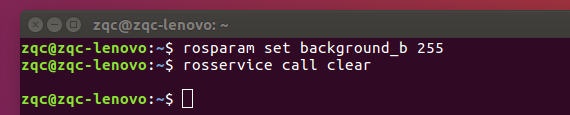 zqc@zqc-lenovo: ~
zqc@zqc-lenovo:~$ rosparam set background_b 255
zqc@zqc-lenovo:~$ rosservice call clear
zqc@zqc-lenovo:~$